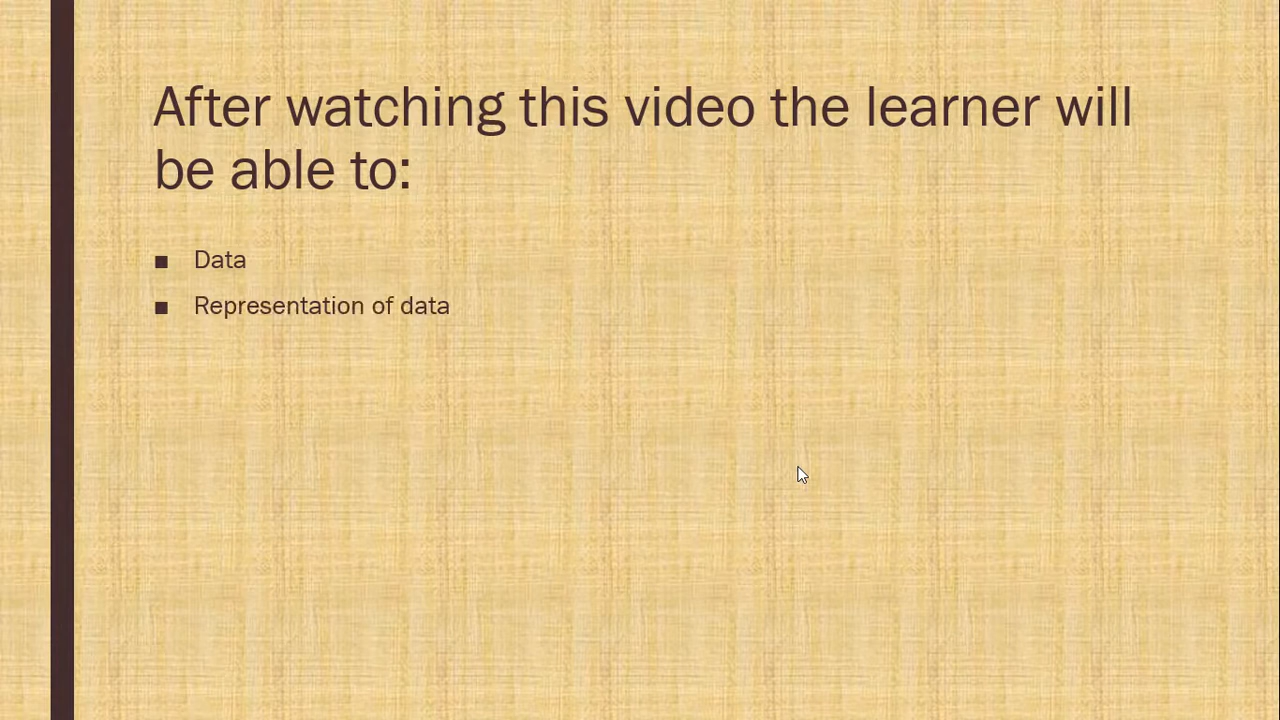 After watching this video the learner will
be able to:
■ Data
■ Representation of data